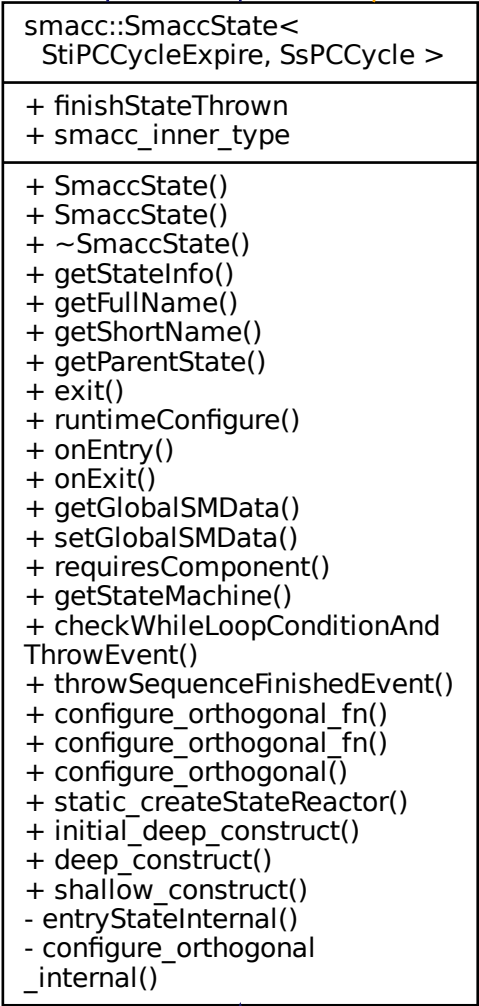 smacc::SmaccState<
StiPCCycleExpire, SsPCCycle >
+ finishStateThrown
+ smacc_inner_type
+ SmaccState()
+ SmaccState()
+ ~SmaccState()
+ getStateInfo()
+ getFullName()
+ getShortName()
+ getParentState()
+ exit()
+ runtimeConfigure()
+ onEntry()
+ onExit()
+ getGlobalSMData()
+ setGlobalSMData()
+ requiresComponent()
+ getStateMachine()
+ checkWhileLoopConditionAnd
ThrowEvent()
+ throwSequenceFinishedEvent()
+ configure_orthogonal_fn()
+ configure_orthogonal_fn()
+ configure_orthogonal()
+ static_createStateReactor()
+ initial_deep_construct()
+ deep_construct()
+ shallow_construct()
- entryStateInternal()
- configure_orthogonal
_internal()